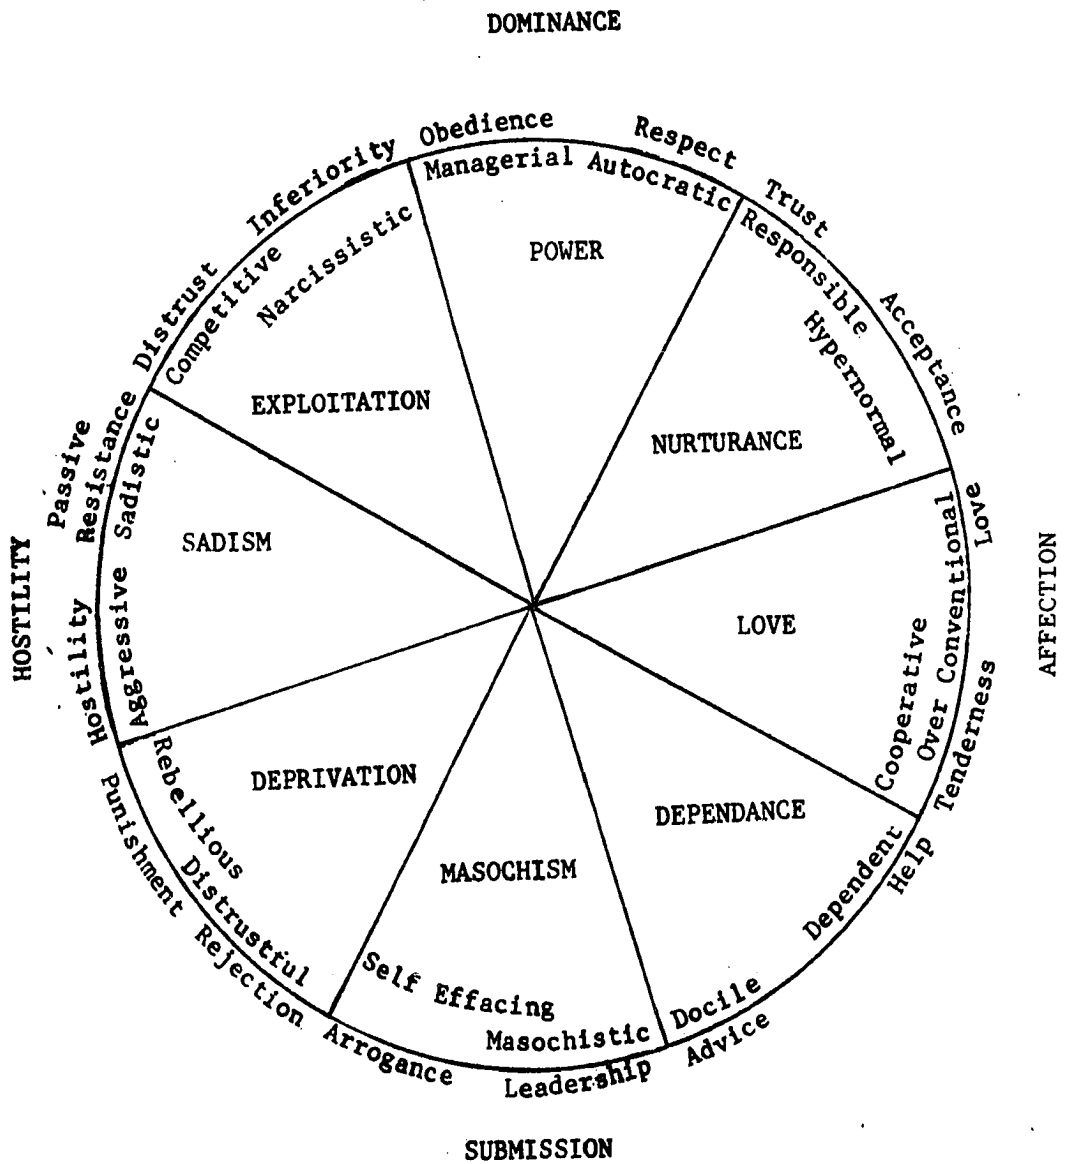 DOMINANCE
Obedience
Respect
Inferiority
Managerial Autocratic
Trust
Responsible
Hypernormal
Narcissistic
Competitive
Distrust
POWER
Acceptance
EXPLOITATION
NURTURANCE
Passive
Resistance
Aggressive Sadistic
SADISM
HOSTILITY
Hostility
Love
Cooperative
Over Conventional
LOVE
AFFECTION
Tenderness
Rebellious
Distrustful
DEPRIVATION
Punishment
Rejection
MASOCHISM
DEPENDANCE
Dependent
Help
Self Effacing
Masochistic
Docile
Advice
Arrogance
Leadership
SUBMISSION